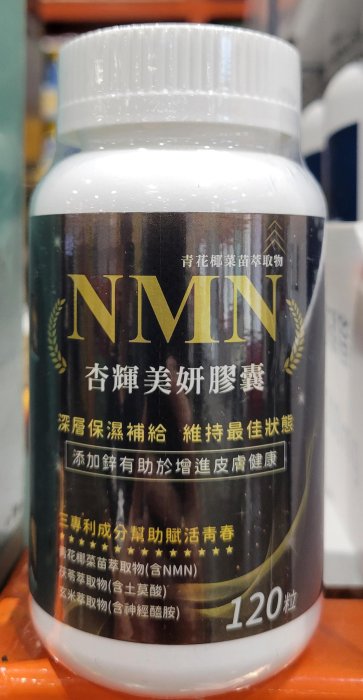 青花椰菜苗萃取物
NMN
杏輝美妍膠囊
深層保濕補給 維持最佳狀態
添加鋅有助於增進皮膚健康
三專利成分幫助賦活青春
青花椰菜苗萃取物(含NMN)
茯苓萃取物(含土莫酸)
玄米萃取物(含神經醯胺)
120粒